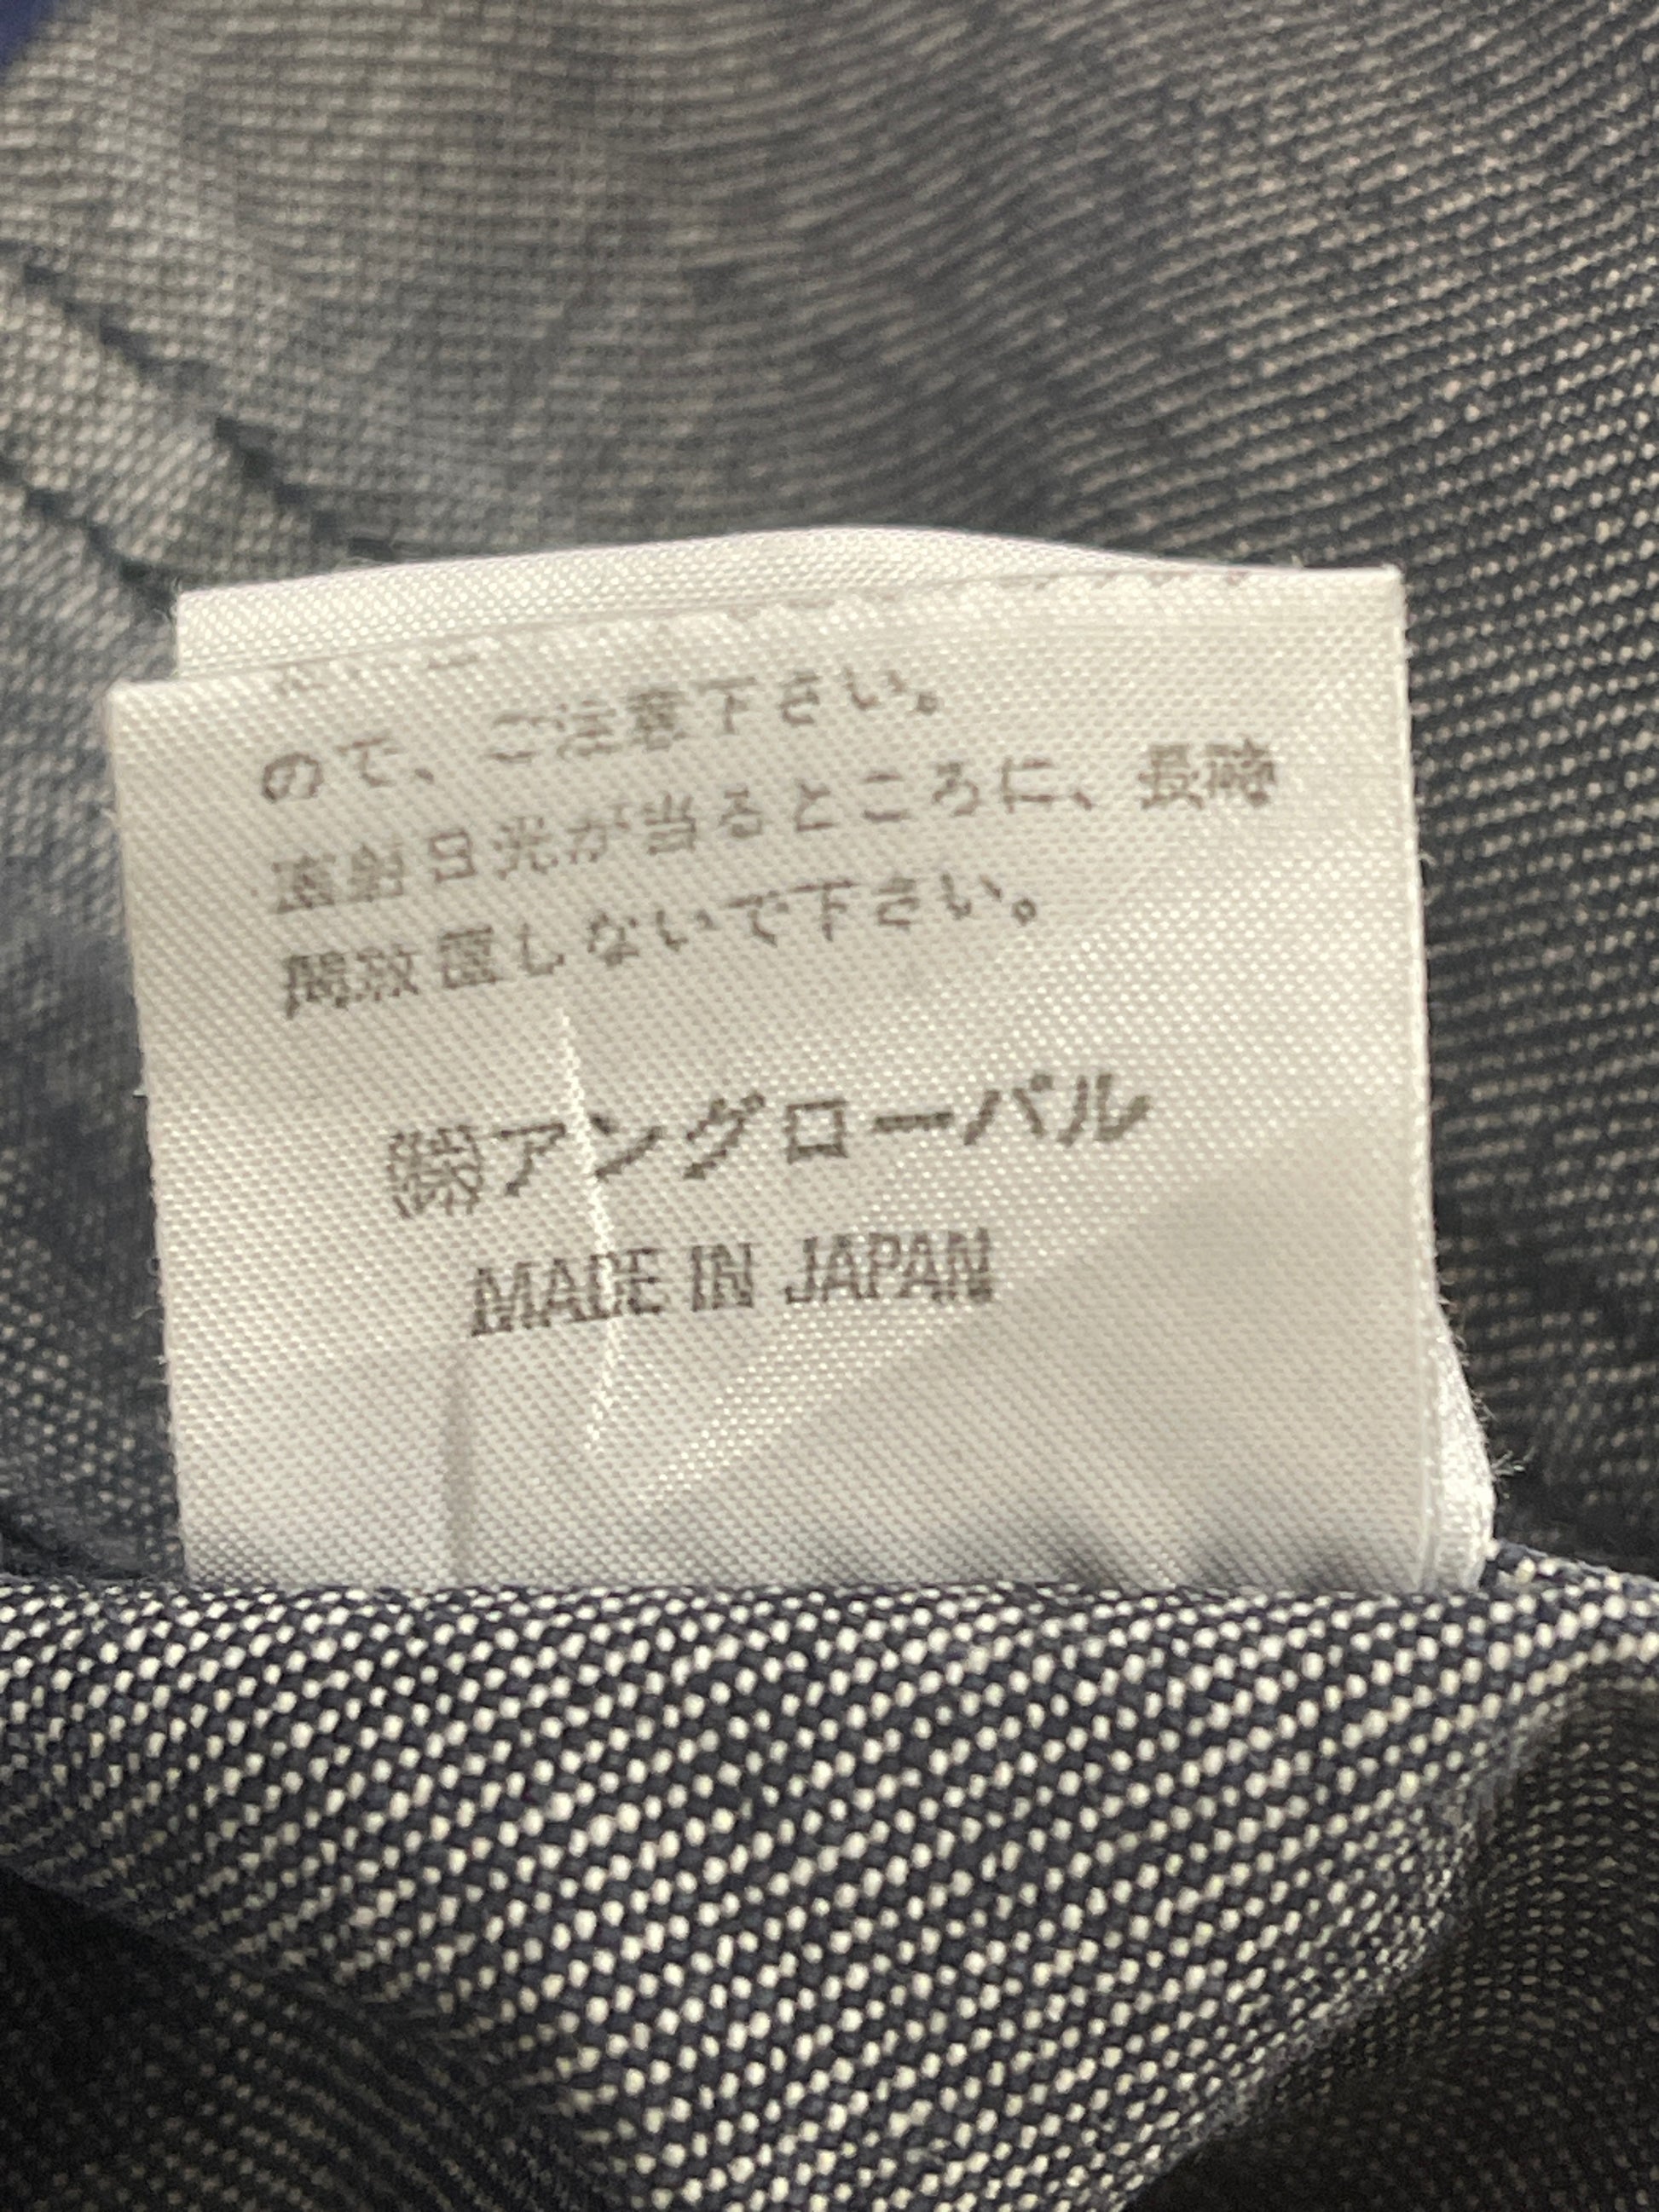 ので、ご注意下さい。
直射日光が当るところに、長時
間放置しないで下さい。
㈱アングローバル
MADE IN JAPAN